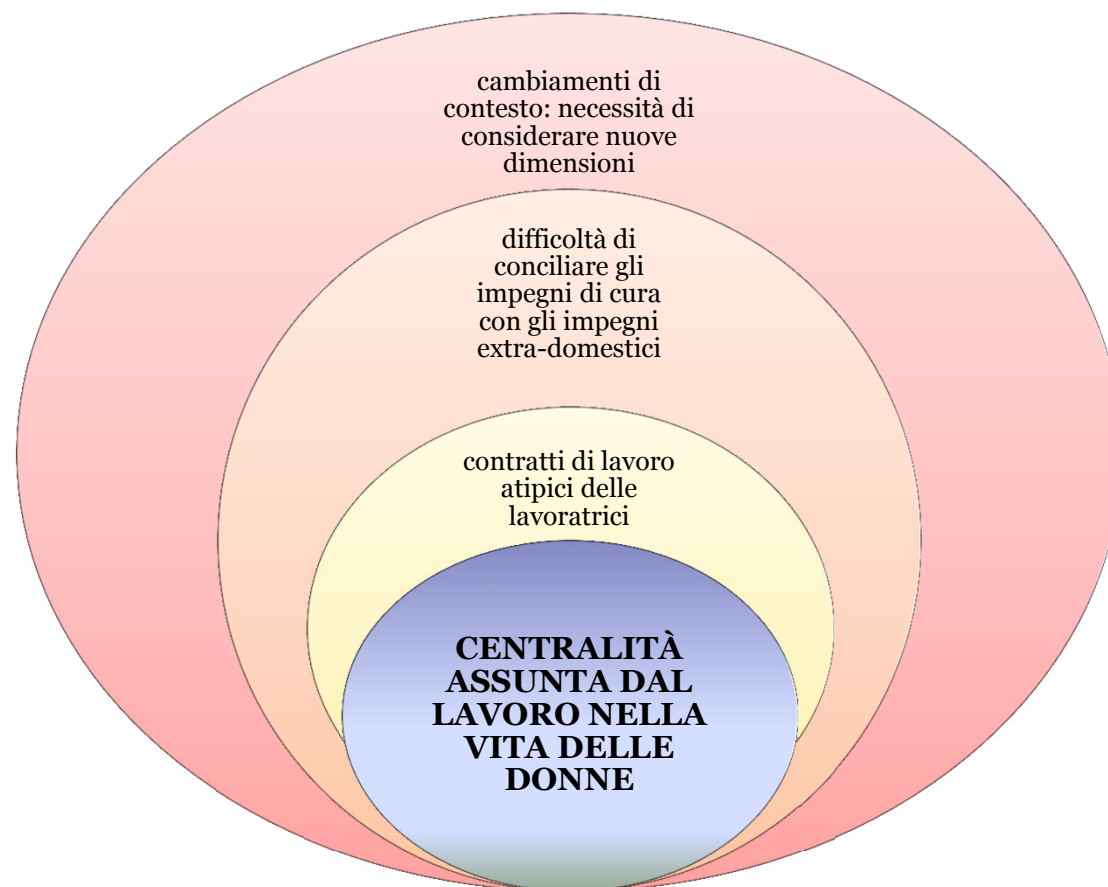 cambiamenti di
contesto: necessità di
considerare nuove
dimensioni
difficoltà di
conciliare gli
impegni di cura
con gli impegni
extra-domestici
contratti di lavoro
atipici delle
lavoratrici
CENTRALITÀ
ASSUNTA DAL
LAVORO NELLA
VITA DELLE
DONNE